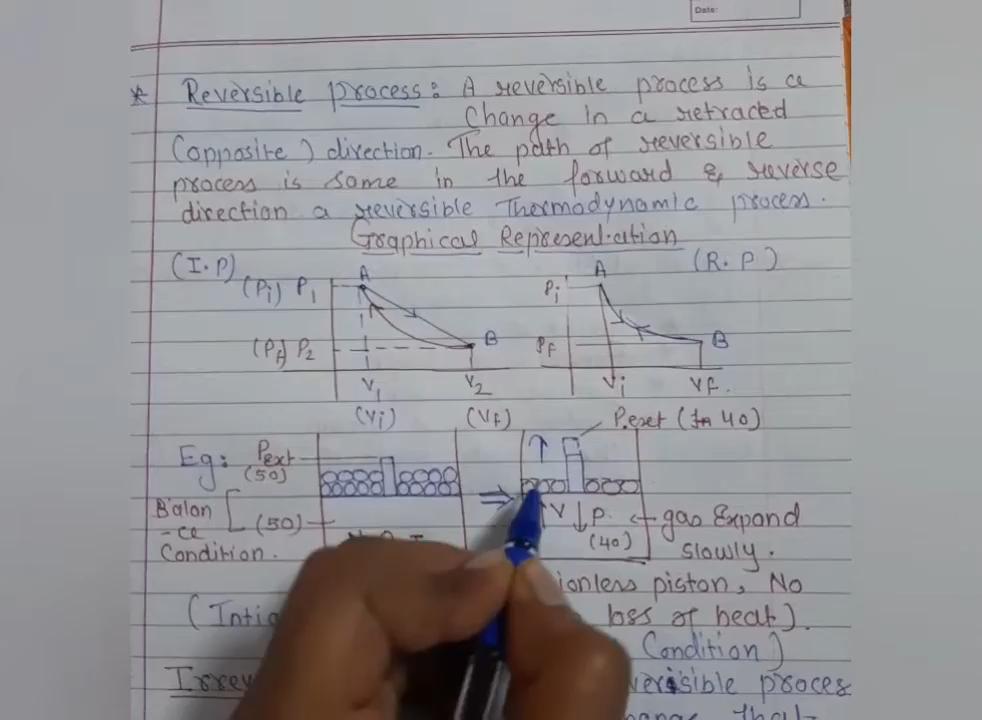 Date:
* Reversible process: A reversible process is a
Change in a retraced
(opposite) direction. The path of reversible
process is same in the forward & reverse
direction a reversible Thermodynamic process.
Graphical Representation
(I.P) (R.P)
A A
(Pi) P1 Pi
(Pf) P2 B Pf B
V1 V2 Vi Vf.
(Vi) (Vf)
Eg: Pext (50) P.ext (In 40)
Balan-ce [ (50) V P. gas Expand
Condition. (40) slowly.
ionless piston, No
loss of heat).
Condition)
Irrev versible proces